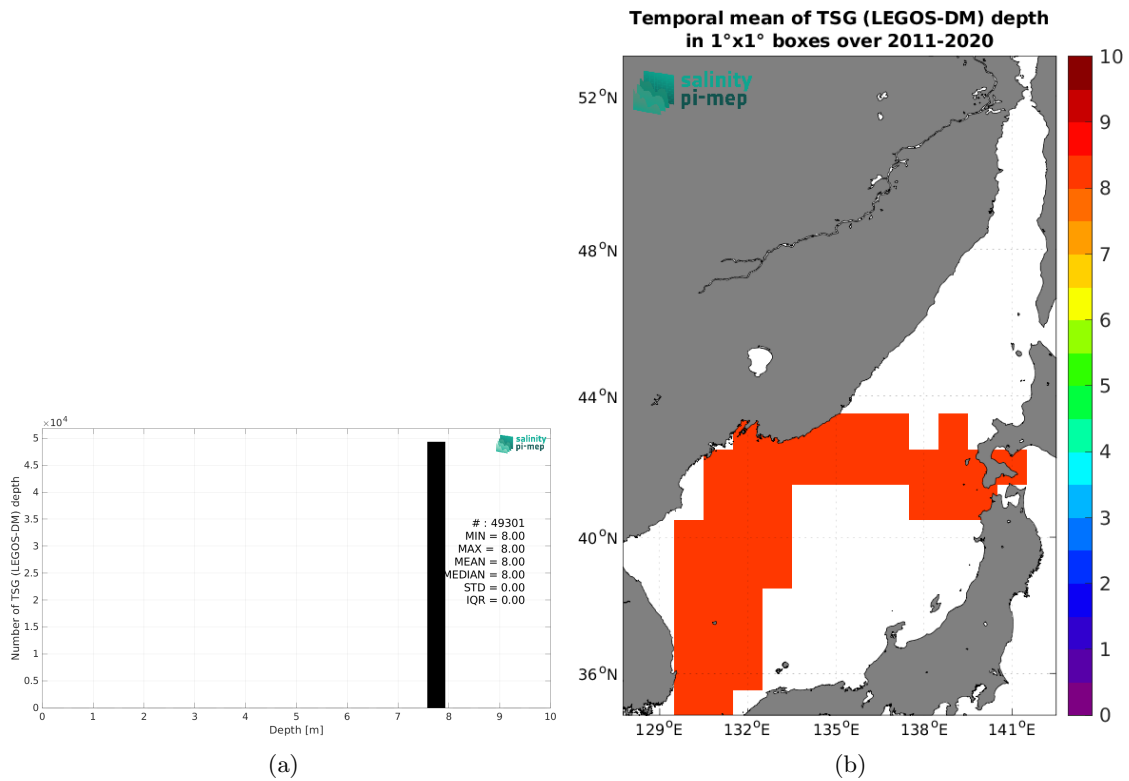 Temporal mean of TSG (LEGOS-DM) depth
in 1°x1° boxes over 2011-2020
salinity
pi-mep
52°N
48°N
44°N
40°N
36°N
129°E
132°E
135°E
138°E
141°E
10
9
8
7
6
5
4
3
2
1
0
×10⁴
5
4.5
4
3.5
3
2.5
2
1.5
1
0.5
0
Number of TSG (LEGOS-DM) depth
salinity
pi-mep
# : 49301
MIN = 8.00
MAX = 8.00
MEAN = 8.00
MEDIAN = 8.00
STD = 0.00
IQR = 0.00
0 1 2 3 4 5 6 7 8 9 10
Depth [m]
(a)
(b)